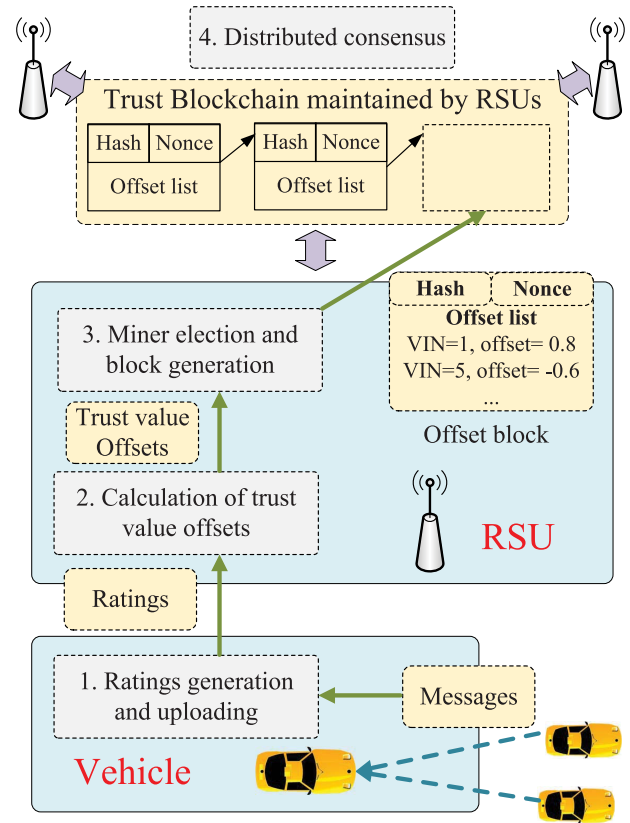 4. Distributed consensus
Trust Blockchain maintained by RSUs
Hash Nonce
Offset list
Hash Nonce
Offset list
3. Miner election and
block generation
Hash Nonce
Offset list
VIN=1, offset= 0.8
VIN=5, offset= -0.6
...
Offset block
Trust value
Offsets
2. Calculation of trust
value offsets
RSU
Ratings
1. Ratings generation
and uploading
Messages
Vehicle